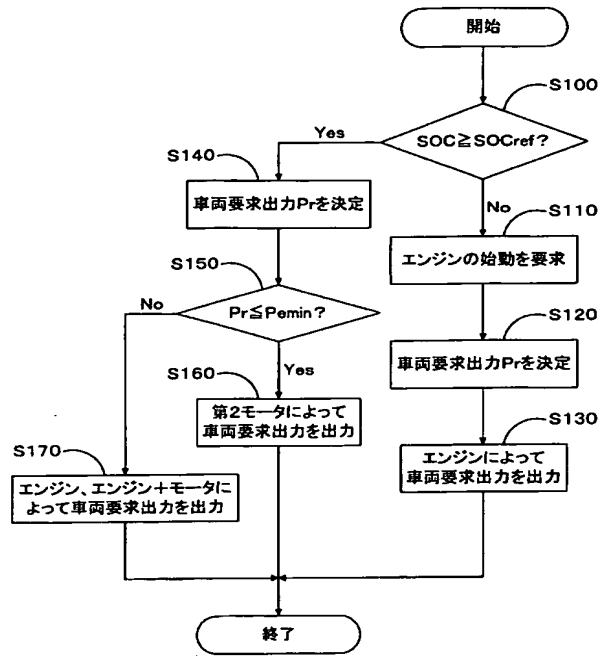 開始
S100
SOC≧SOCref?
Yes
No
S140
車両要求出力Prを決定
S110
エンジンの始動を要求
S150
Pr≦Pemin?
No
Yes
S120
車両要求出力Prを決定
S160
第2モータによって
車両要求出力を出力
S130
エンジンによって
車両要求出力を出力
S170
エンジン、エンジン+モータに
よって車両要求出力を出力
終了